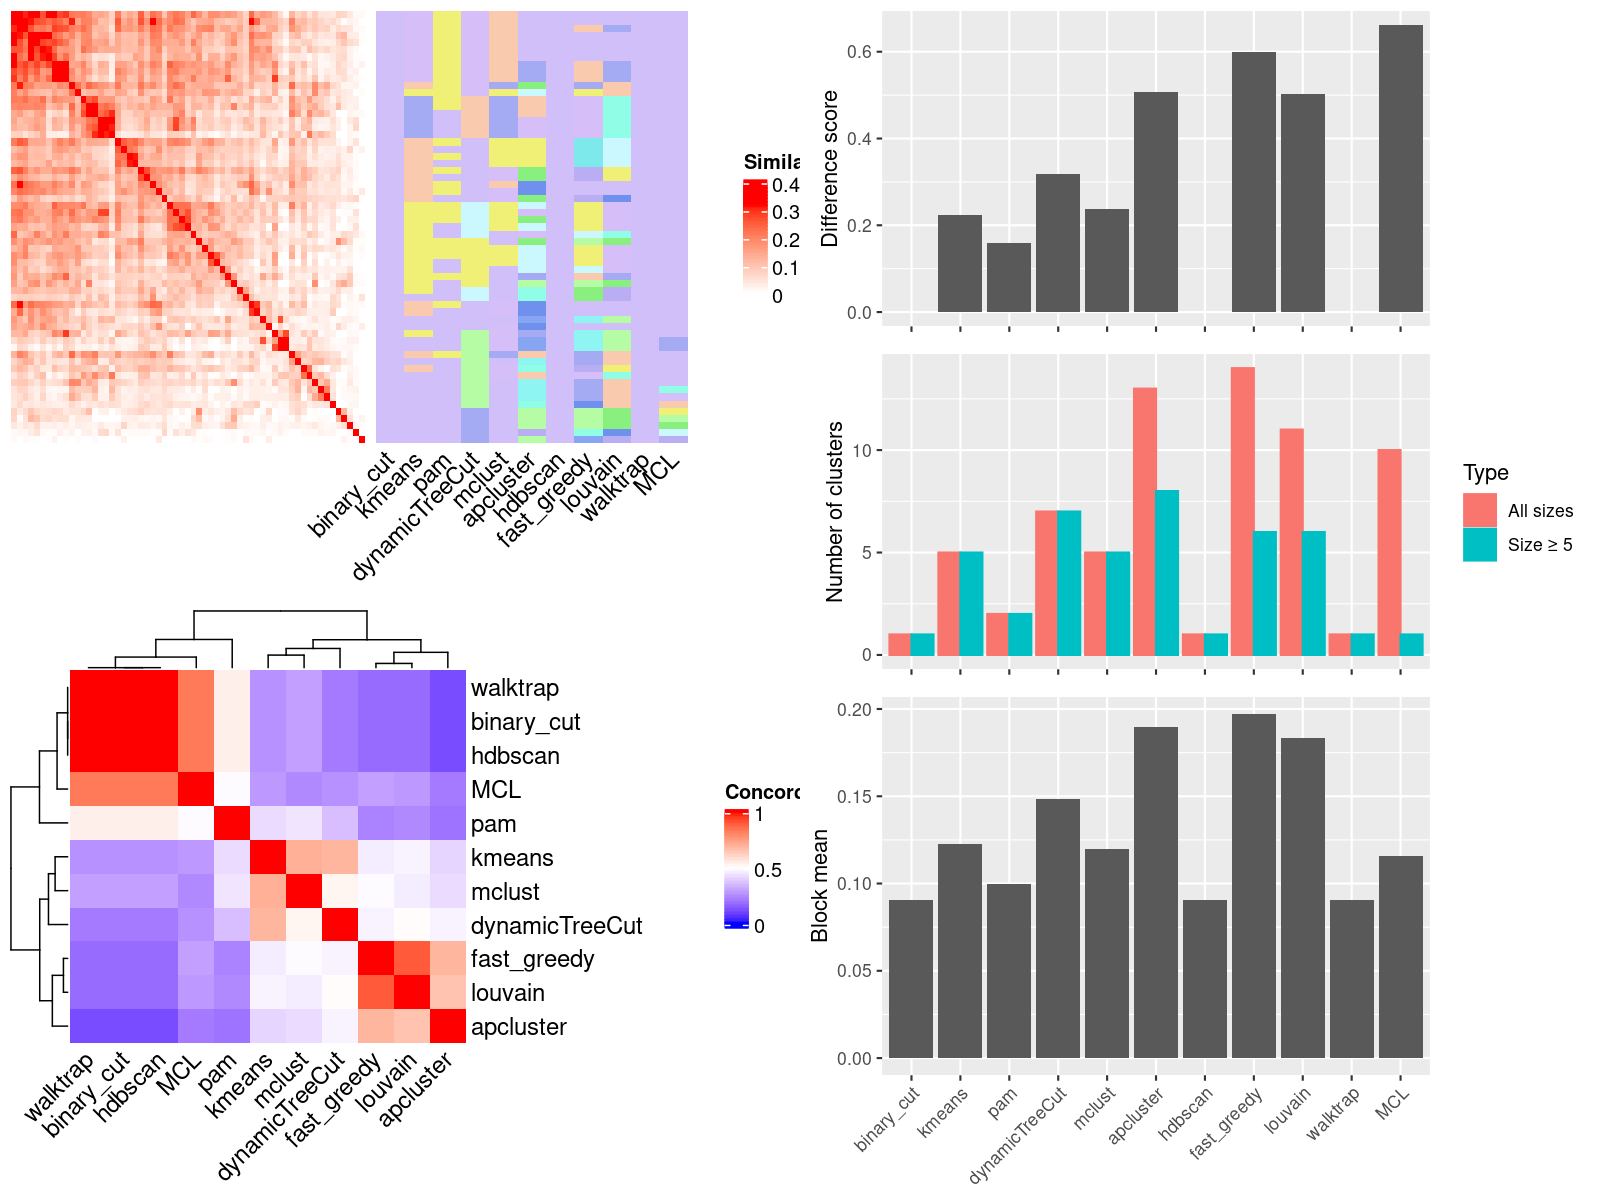 Simila
0.4
0.3
0.2
0.1
0
binary_cut
kmeans
pam
dynamicTreeCut
mclust
apcluster
hdbscan
fast_greedy
louvain
walktrap
MCL
walktrap
binary_cut
hdbscan
MCL
pam
kmeans
mclust
dynamicTreeCut
fast_greedy
louvain
apcluster
walktrap
binary_cut
hdbscan
MCL
pam
kmeans
mclust
dynamicTreeCut
fast_greedy
louvain
apcluster
Concord
1
0.5
0
Difference score
0.6
0.4
0.2
0.0
Number of clusters
10
5
0
Type
All sizes
Size ≥ 5
Block mean
0.20
0.15
0.10
0.05
0.00
binary_cut
kmeans
pam
dynamicTreeCut
mclust
apcluster
hdbscan
fast_greedy
louvain
walktrap
MCL